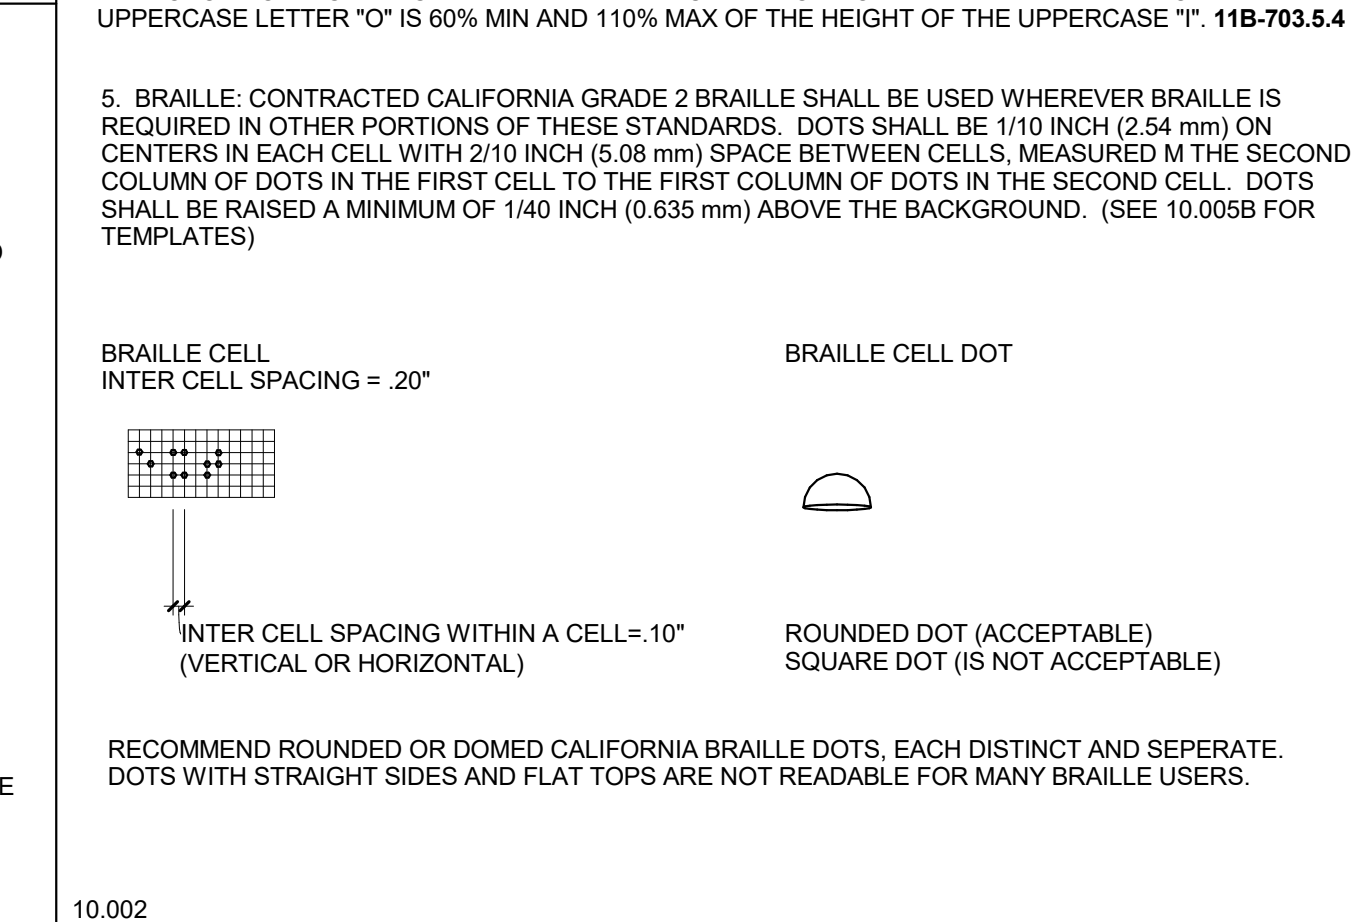 UPPERCASE LETTER "O" IS 60% MIN AND 110% MAX OF THE HEIGHT OF THE UPPERCASE "I". 11B-703.5.4
5. BRAILLE: CONTRACTED CALIFORNIA GRADE 2 BRAILLE SHALL BE USED WHEREVER BRAILLE IS
REQUIRED IN OTHER PORTIONS OF THESE STANDARDS. DOTS SHALL BE 1/10 INCH (2.54 mm) ON
CENTERS IN EACH CELL WITH 2/10 INCH (5.08 mm) SPACE BETWEEN CELLS, MEASURED M THE SECOND
COLUMN OF DOTS IN THE FIRST CELL TO THE FIRST COLUMN OF DOTS IN THE SECOND CELL. DOTS
SHALL BE RAISED A MINIMUM OF 1/40 INCH (0.635 mm) ABOVE THE BACKGROUND. (SEE 10.005B FOR
TEMPLATES)
BRAILLE CELL
INTER CELL SPACING = .20"
BRAILLE CELL DOT
INTER CELL SPACING WITHIN A CELL=.10"
(VERTICAL OR HORIZONTAL)
ROUNDED DOT (ACCEPTABLE)
SQUARE DOT (IS NOT ACCEPTABLE)
RECOMMEND ROUNDED OR DOMED CALIFORNIA BRAILLE DOTS, EACH DISTINCT AND SEPERATE.
DOTS WITH STRAIGHT SIDES AND FLAT TOPS ARE NOT READABLE FOR MANY BRAILLE USERS.
E
10.002